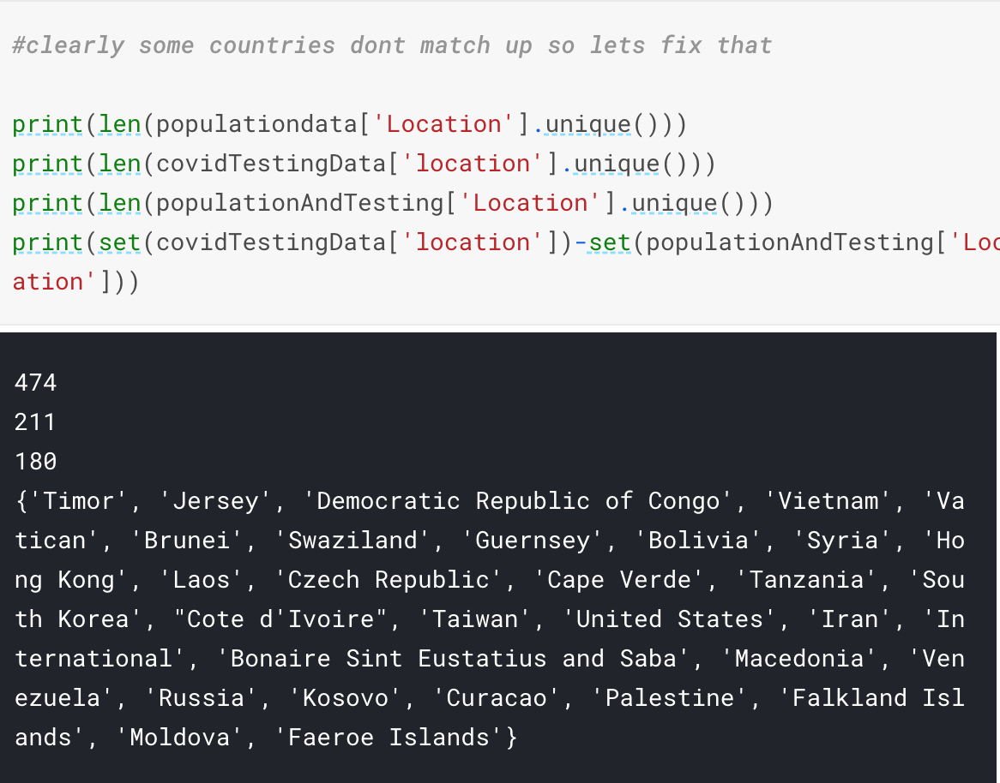 #clearly some countries dont match up so lets fix that
print(len(populationdata['Location'].unique()))
print(len(covidTestingData['location'].unique()))
print(len(populationAndTesting['Location'].unique()))
print(set(covidTestingData['location'])-set(populationAndTesting['Loc
ation']))
474
211
180
{'Timor', 'Jersey', 'Democratic Republic of Congo', 'Vietnam', 'Va
tican', 'Brunei', 'Swaziland', 'Guernsey', 'Bolivia', 'Syria', 'Ho
ng Kong', 'Laos', 'Czech Republic', 'Cape Verde', 'Tanzania', 'Sou
th Korea', "Cote d'Ivoire", 'Taiwan', 'United States', 'Iran', 'In
ternational', 'Bonaire Sint Eustatius and Saba', 'Macedonia', 'Ven
ezuela', 'Russia', 'Kosovo', 'Curacao', 'Palestine', 'Falkland Isl
ands', 'Moldova', 'Faeroe Islands'}